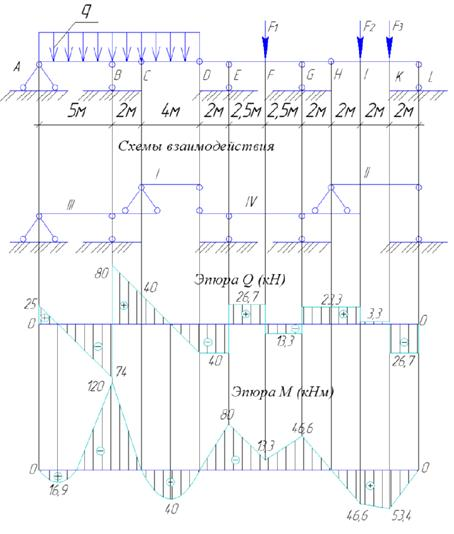 q
F1 F2 F3
A B C D E F G H I K L
5м 2м 4м 2м 2,5м 2,5м 2м 2м 2м 2м
Схемы взаимодействия
I II
III IV
Эпюра Q (кН)
80 40 26,7 23,3
25 3,3
0 0
13,3
40 26,7
74
120 Эпюра М (кНм)
80 46,6
13,3
0 0
16,9 40 46,6 53,4